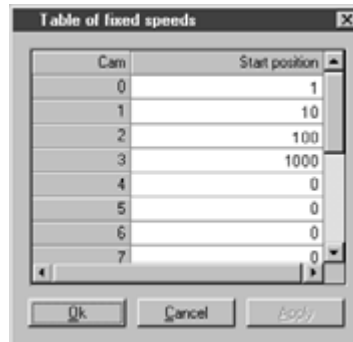 Table of fixed speeds
Cam Start position
0 1
1 10
2 100
3 1000
4 0
5 0
6 0
7 0
Ok Cancel Apply